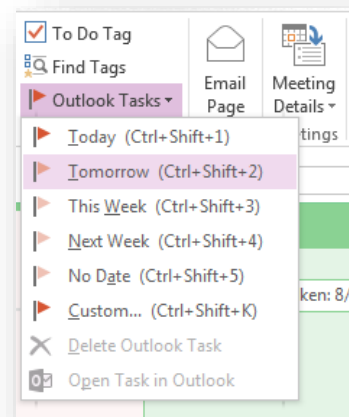 To Do Tag
Find Tags
Outlook Tasks
Email
Page
Meeting
Details
tings
Today (Ctrl+Shift+1)
Tomorrow (Ctrl+Shift+2)
This Week (Ctrl+Shift+3)
Next Week (Ctrl+Shift+4)
No Date (Ctrl+Shift+5)
ken: 8/
Custom... (Ctrl+Shift+K)
Delete Outlook Task
Open Task in Outlook